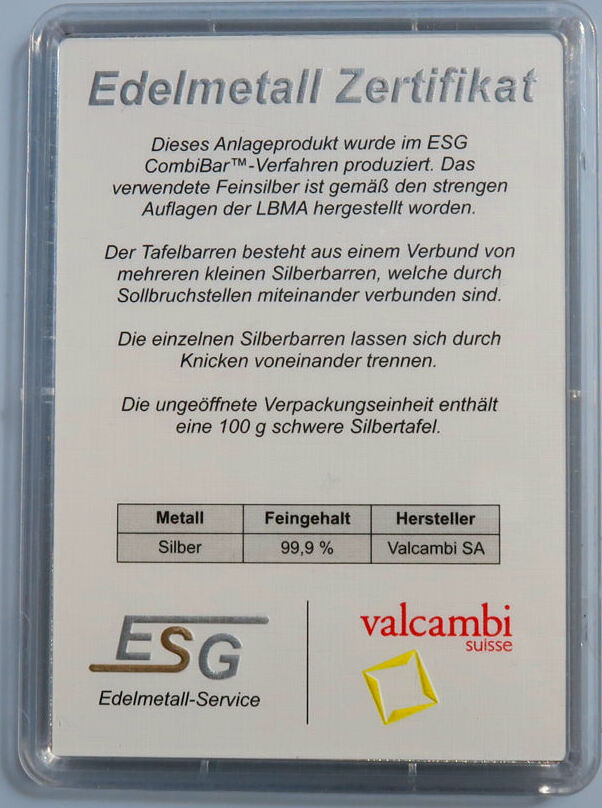 Edelmetall Zertifikat
Dieses Anlageprodukt wurde im ESG
CombiBar™-Verfahren produziert. Das
verwendete Feinsilber ist gemäß den strengen
Auflagen der LBMA hergestellt worden.
Der Tafelbarren besteht aus einem Verbund von
mehreren kleinen Silberbarren, welche durch
Sollbruchstellen miteinander verbunden sind.
Die einzelnen Silberbarren lassen sich durch
Knicken voneinander trennen.
Die ungeöffnete Verpackungseinheit enthält
eine 100 g schwere Silbertafel.
Metall Feingehalt Hersteller
Silber 99,9 % Valcambi SA
ESG
Edelmetall-Service
valcambi
suisse